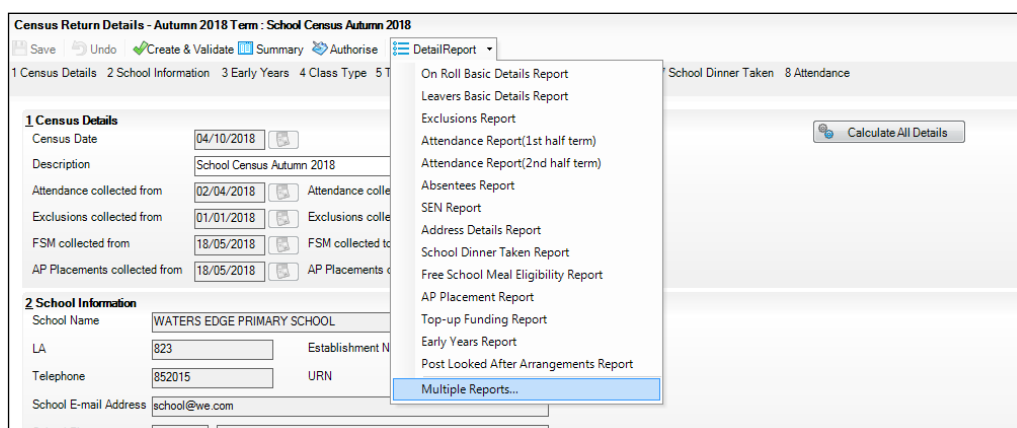 Census Return Details - Autumn 2018 Term : School Census Autumn 2018
Save Undo Create & Validate Summary Authorise DetailReport
1 Census Details 2 School Information 3 Early Years 4 Class Type 5 School Dinner Taken 8 Attendance
On Roll Basic Details Report
Leavers Basic Details Report
Exclusions Report
Attendance Report(1st half term)
Attendance Report(2nd half term)
Absentees Report
SEN Report
Address Details Report
School Dinner Taken Report
Free School Meal Eligibility Report
AP Placement Report
Top-up Funding Report
Early Years Report
Post Looked After Arrangements Report
Multiple Reports...
1 Census Details
Calculate All Details
Census Date 04/10/2018
Description School Census Autumn 2018
Attendance collected from 02/04/2018 Attendance colle
Exclusions collected from 01/01/2018 Exclusions colle
FSM collected from 18/05/2018 FSM collected to
AP Placements collected from 18/05/2018 AP Placements
2 School Information
School Name WATERS EDGE PRIMARY SCHOOL
LA 823 Establishment N
Telephone 852015 URN
School E-mail Address school@we.com